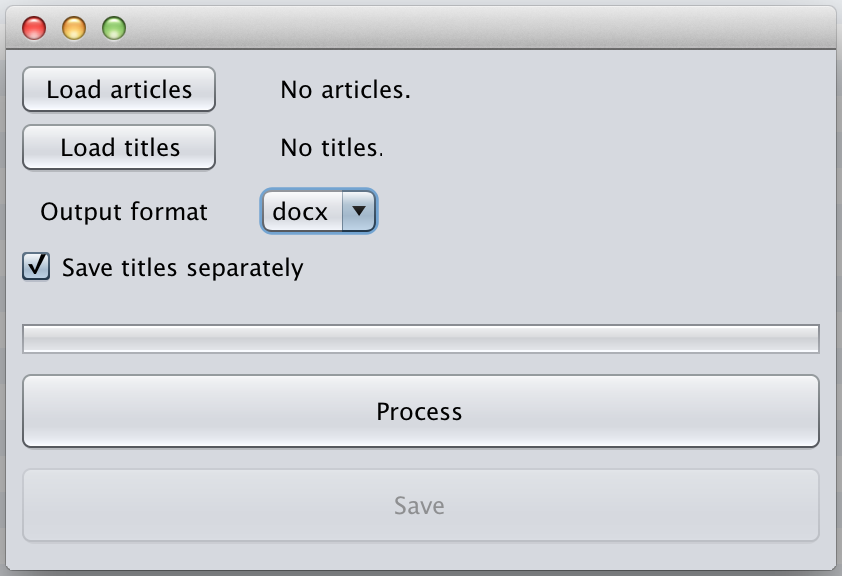 Load articles No articles.
Load titles No titles.
Output format docx
Save titles separately
Process
Save